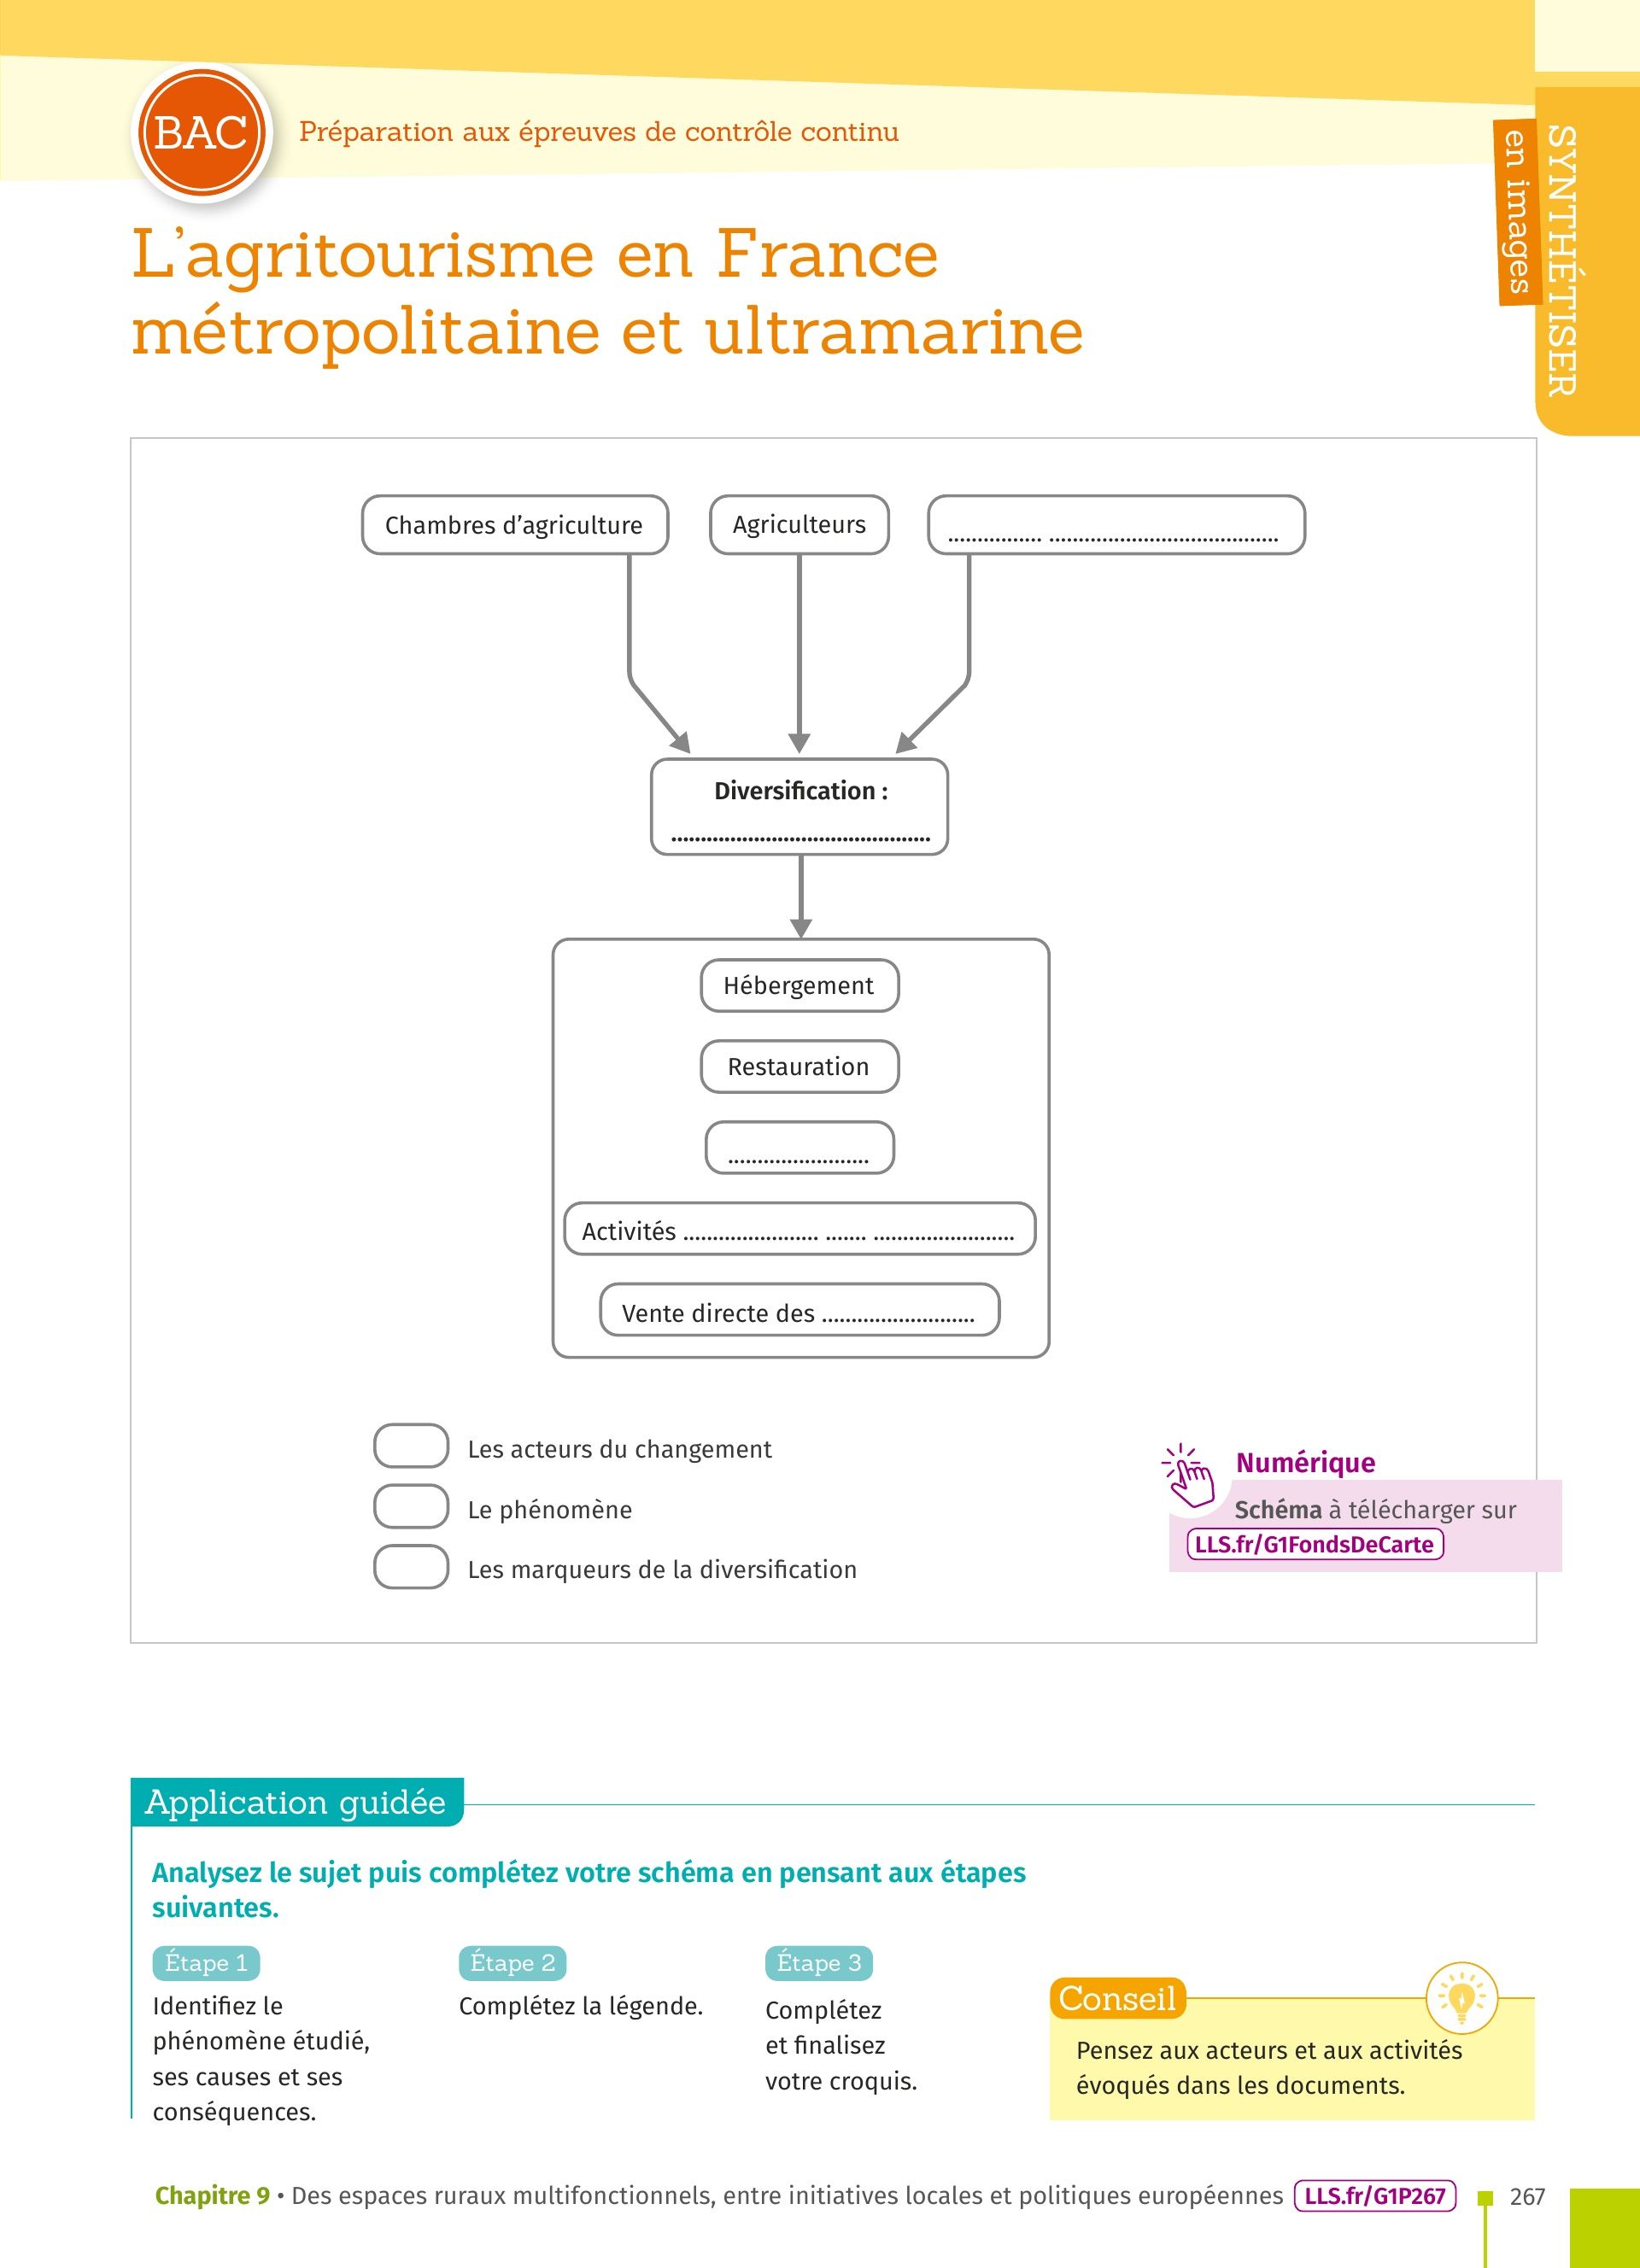 BAC
Préparation aux épreuves de contrôle continu
SYNTHÉTISER
en images
L’agritourisme en France
métropolitaine et ultramarine
Chambres d’agriculture
Agriculteurs
................ .......................................
Diversification :
............................................
Hébergement
Restauration
........................
Activités ....................... ....... ........................
Vente directe des ..........................
Les acteurs du changement
Le phénomène
Les marqueurs de la diversification
Numérique
Schéma à télécharger sur
LLS.fr/G1FondsDeCarte
Application guidée
Analysez le sujet puis complétez votre schéma en pensant aux étapes
suivantes.
Étape 1
Identifiez le
phénomène étudié,
ses causes et ses
conséquences.
Étape 2
Complétez la légende.
Étape 3
Complétez
et finalisez
votre croquis.
Conseil
Pensez aux acteurs et aux activités
évoqués dans les documents.
Chapitre 9 • Des espaces ruraux multifonctionnels, entre initiatives locales et politiques européennes LLS.fr/G1P267 267